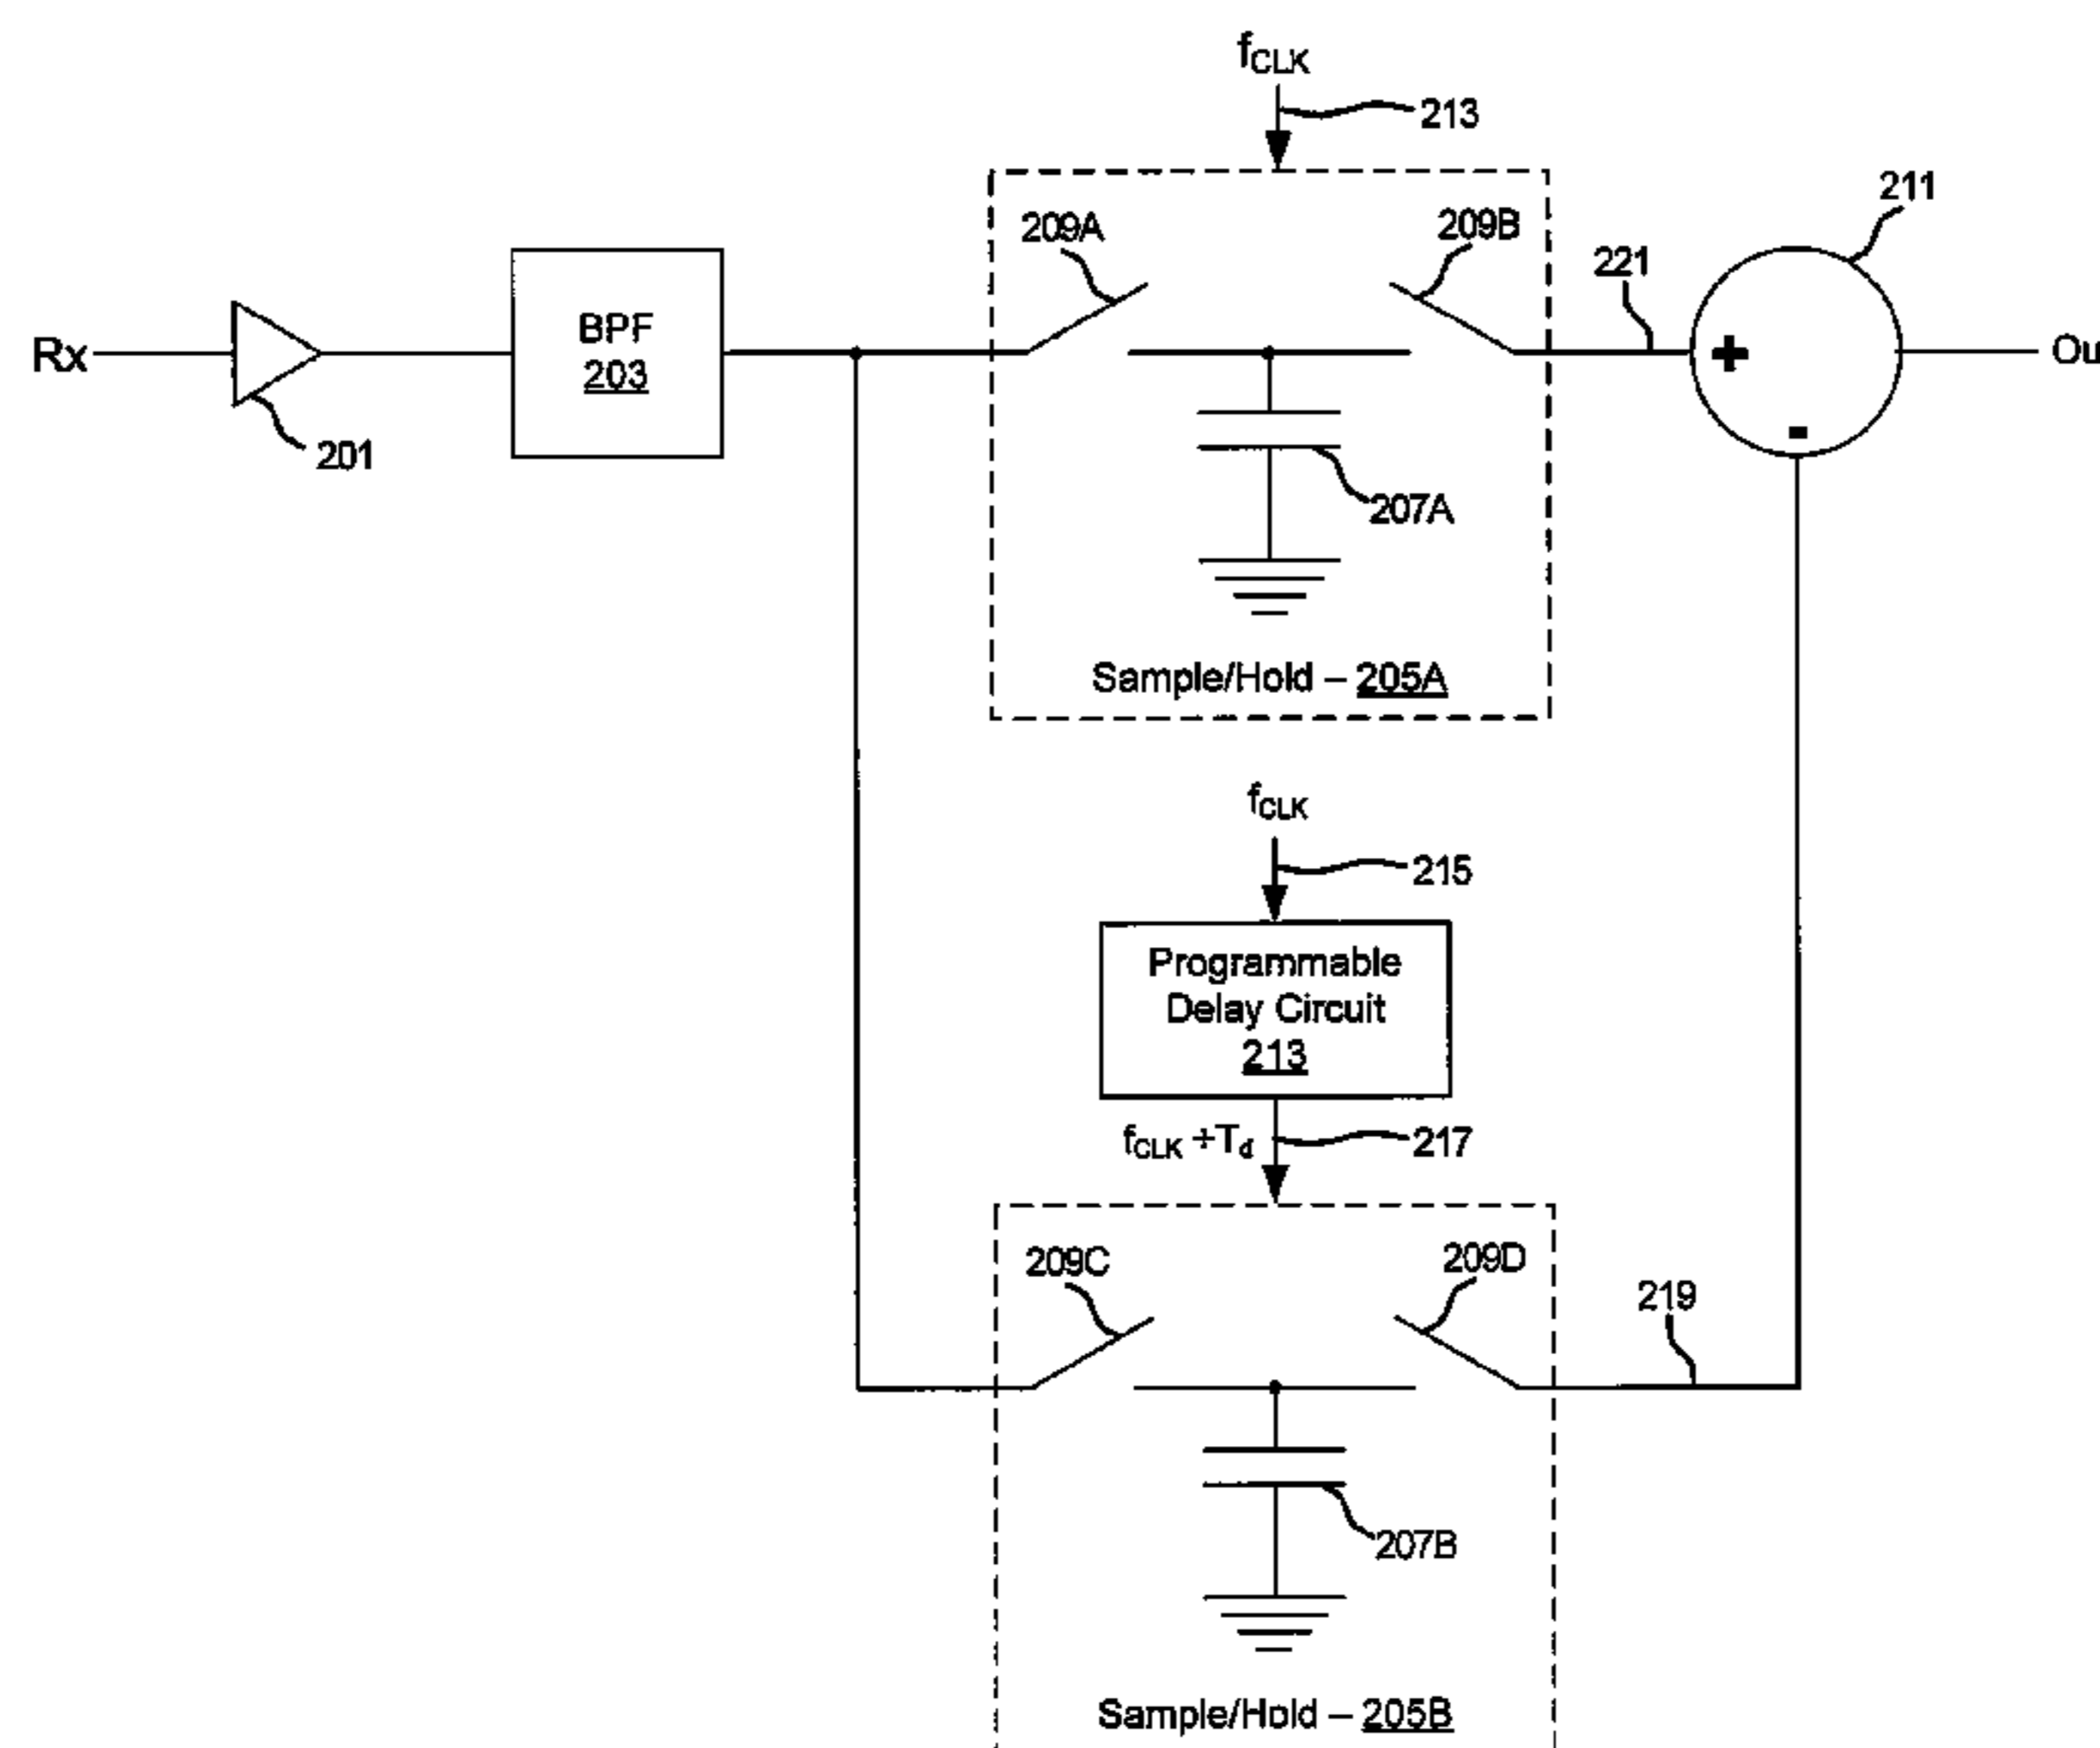 fCLK
213
211
209A
209B
221
BPF
203
Rx
+
Ou
201
-
207A
Sample/Hold – 205A
fCLK
215
Programmable
Delay Circuit
213
fCLK +Td
217
209C
209D
219
207B
Sample/Hold – 205B